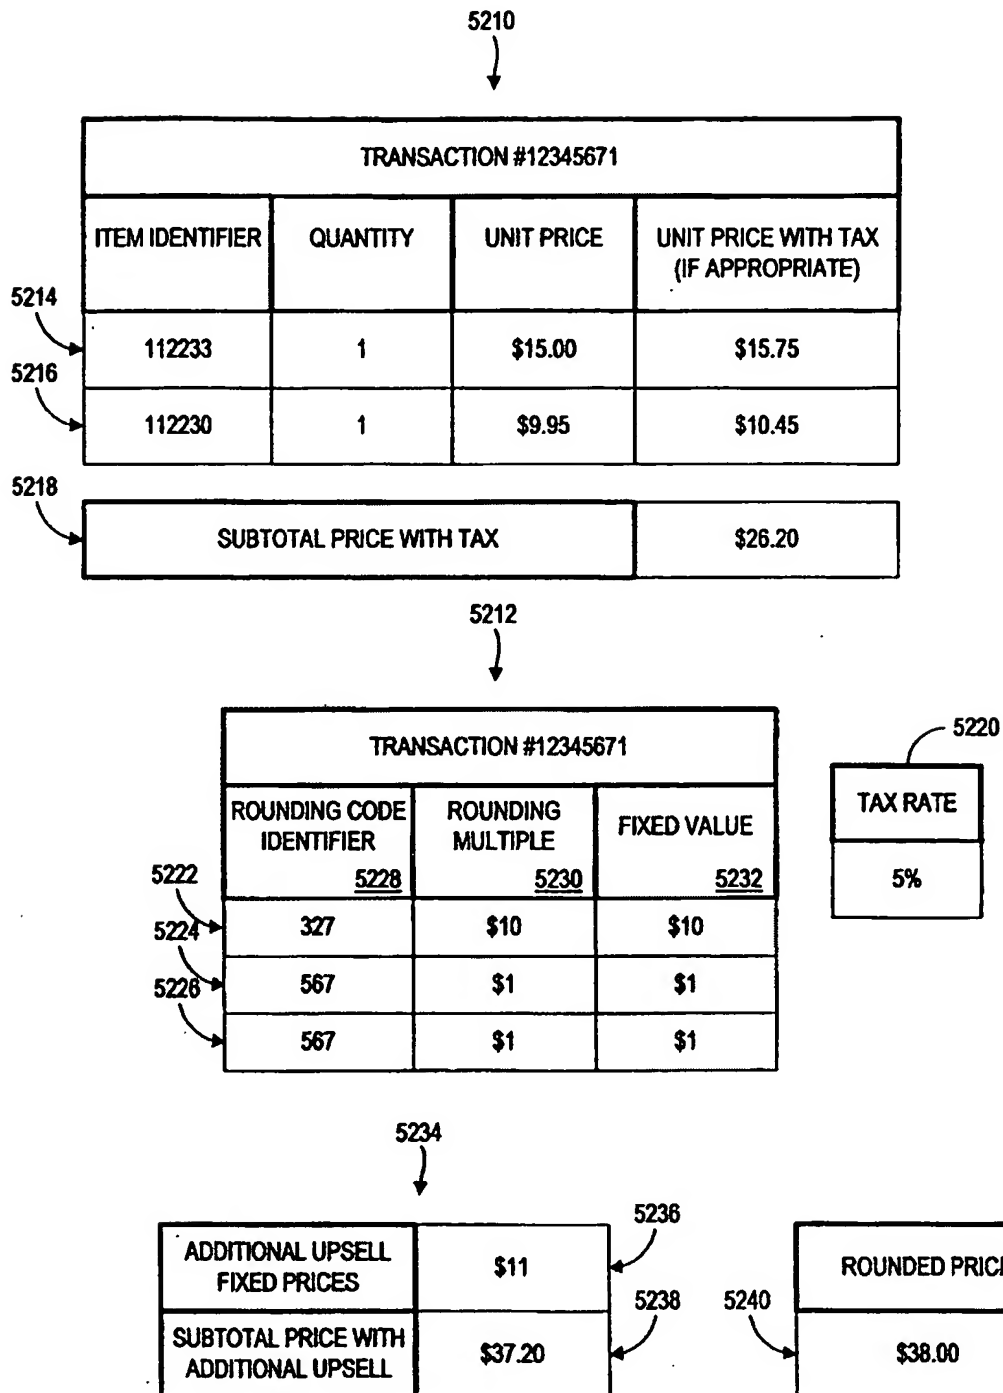 5210
TRANSACTION #12345671
ITEM IDENTIFIER
QUANTITY
UNIT PRICE
UNIT PRICE WITH TAX
(IF APPROPRIATE)
5214
112233
1
$15.00
$15.75
5216
112230
1
$9.95
$10.45
5218
SUBTOTAL PRICE WITH TAX
$26.20
5212
TRANSACTION #12345671
5220
TAX RATE
5%
ROUNDING CODE
IDENTIFIER
5228
ROUNDING
MULTIPLE
5230
FIXED VALUE
5232
5222
327
$10
$10
5224
567
$1
$1
5226
567
$1
$1
5234
ADDITIONAL UPSELL
FIXED PRICES
$11
5236
SUBTOTAL PRICE WITH
ADDITIONAL UPSELL
$37.20
5238
5240
ROUNDED PRIC
$38.00